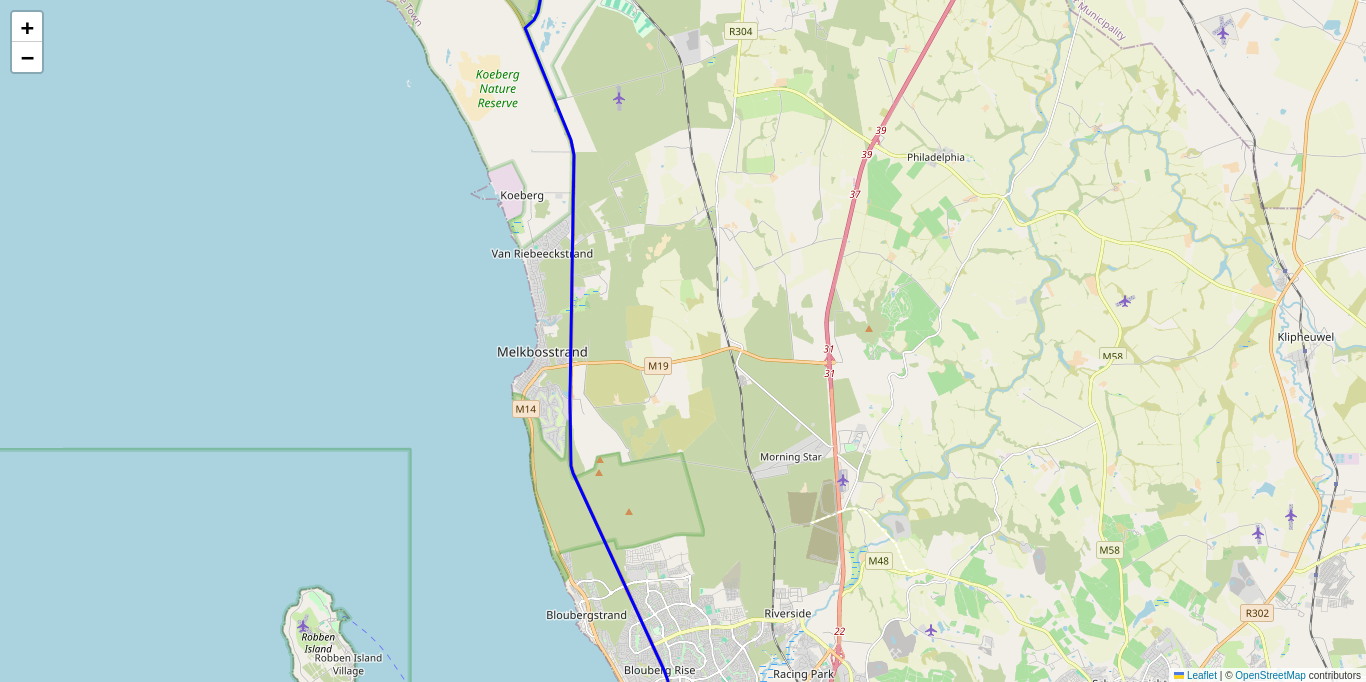 +
−
Town
R304
Municipality
Koeberg
Nature
Reserve
39
39
Philadelphia
37
Koeberg
Van Riebeeckstrand
Klipheuwel
31
Melkbosstrand
M58
M19
31
M14
Morning Star
M58
M48
Riverside
R302
Bloubergstrand
22
Robben
Island
Robben Island
Village
Blouberg Rise
Racing Park
Leaflet | © OpenStreetMap contributors